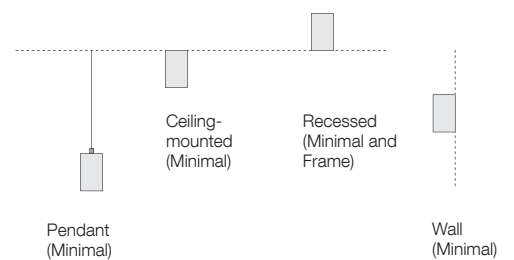 Ceiling-
mounted
(Minimal)
Recessed
(Minimal and
Frame)
Pendant
(Minimal)
Wall
(Minimal)